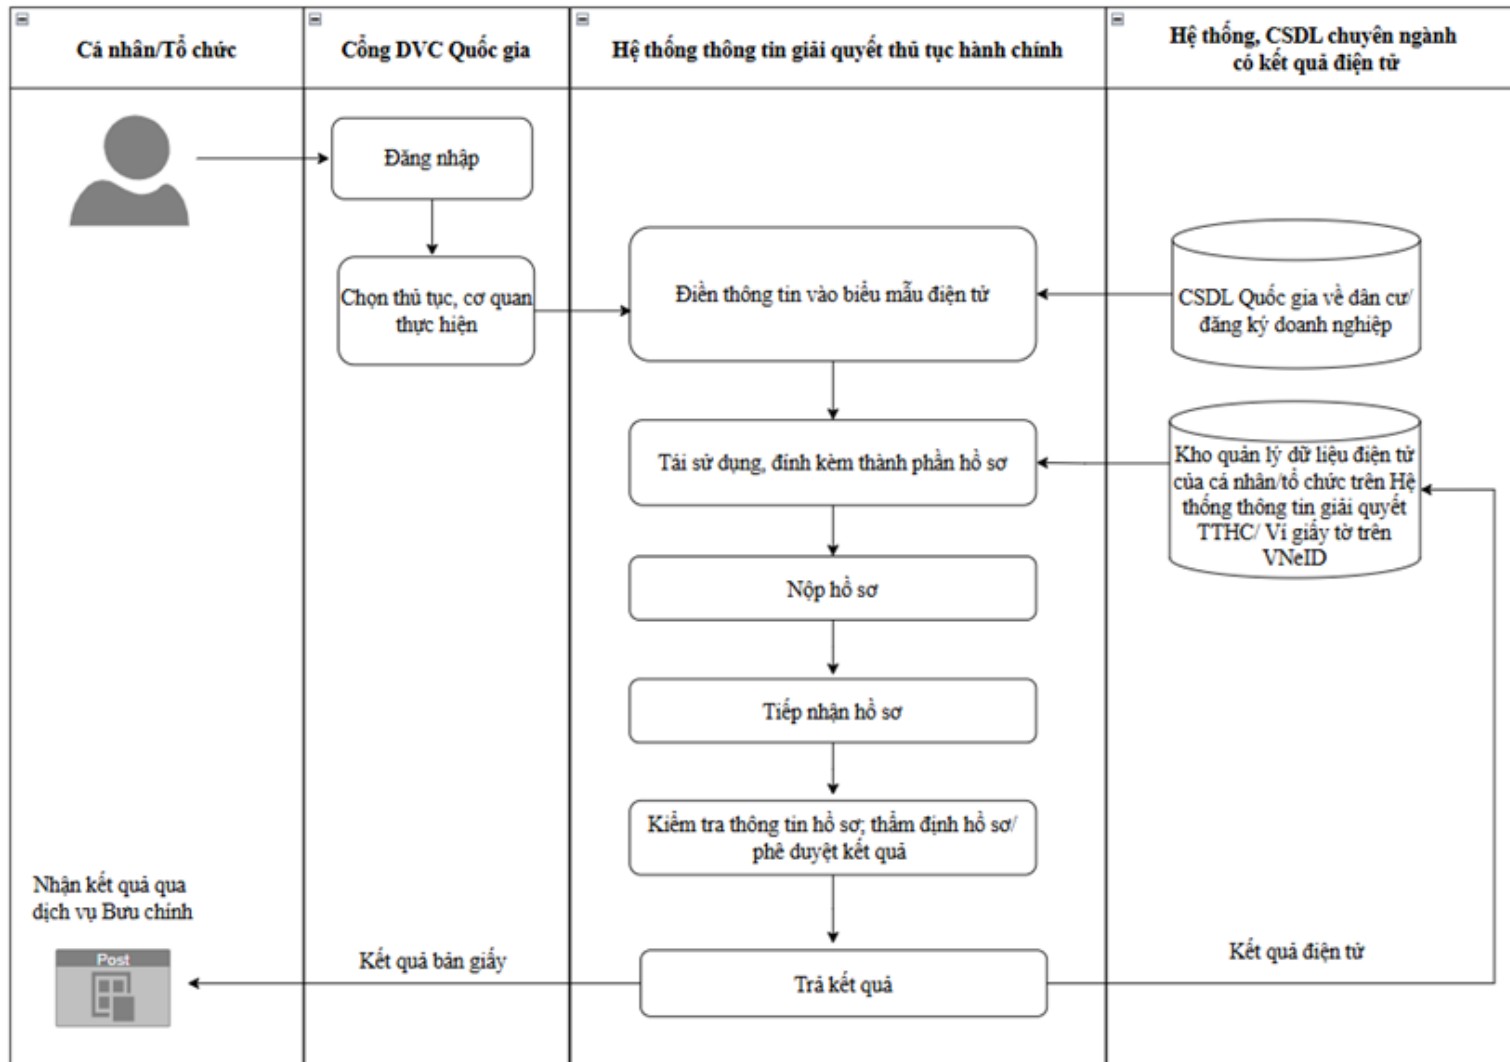 Cá nhân/Tổ chức
Cổng DVC Quốc gia
Hệ thống thông tin giải quyết thủ tục hành chính
Hệ thống, CSDL chuyên ngành
có kết quả điện tử
Đăng nhập
Chọn thủ tục, cơ quan
thực hiện
Điền thông tin vào biểu mẫu điện tử
CSDL Quốc gia về dân cư/
đăng ký doanh nghiệp
Tái sử dụng, đính kèm thành phần hồ sơ
Kho quản lý dữ liệu điện tử
của cá nhân/tổ chức trên Hệ
thống thông tin giải quyết
TTHC/ Ví giấy tờ trên
VNeID
Nộp hồ sơ
Tiếp nhận hồ sơ
Kiểm tra thông tin hồ sơ; thẩm định hồ sơ/
phê duyệt kết quả
Nhận kết quả qua
dịch vụ Bưu chính
Post
Kết quả bản giấy
Trả kết quả
Kết quả điện tử